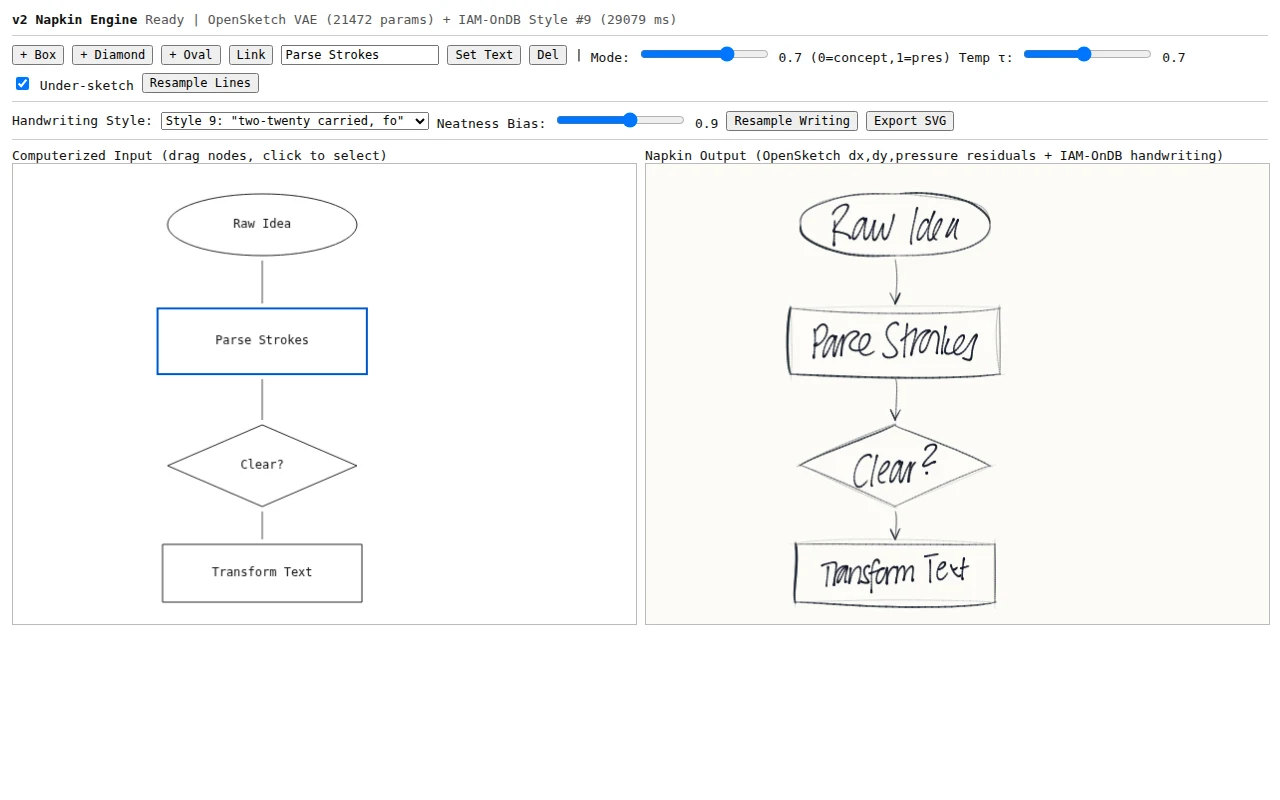 v2 Napkin Engine Ready | OpenSketch VAE (21472 params) + IAM-OnDB Style #9 (29079 ms)
+ Box + Diamond + Oval Link Parse Strokes Set Text Del | Mode: 0.7 (0=concept,1=pres) Temp τ: 0.7
Under-sketch Resample Lines
Handwriting Style: Style 9: "two-twenty carried, fo" Neatness Bias: 0.9 Resample Writing Export SVG
Computerized Input (drag nodes, click to select)
Raw Idea
Parse Strokes
Clear?
Transform Text
Napkin Output (OpenSketch dx,dy,pressure residuals + IAM-OnDB handwriting)
Raw Idea
Parse Strokes
Clear?
Transform Text